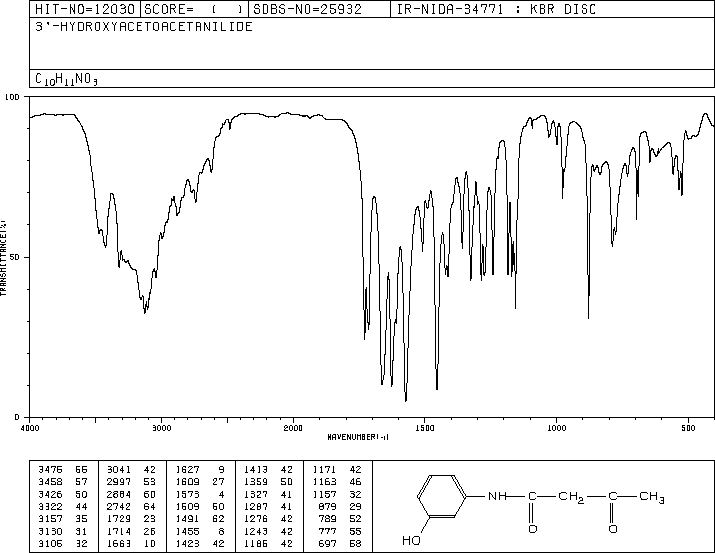 HIT-NO=12030 SCORE= ( ) SDBS-NO=25932 IR-NIDA-34771 : KBR DISC
3'-HYDROXYACETOACETANILIDE
C10H11NO3
100
50
0
TRANSMITTANCE(%)
4000 3000 2000 1500 1000 500
WAVENUMBER(-1)
3476 66 3041 42 1627 9 1413 42 1171 42
3458 57 2997 53 1609 27 1359 50 1163 46
3426 50 2884 60 1573 4 1327 41 1157 32
3322 44 2742 64 1509 50 1287 41 879 29
3157 35 1729 23 1491 62 1276 42 789 52
3130 31 1714 26 1455 8 1243 42 777 55
3105 32 1663 10 1423 42 1186 42 697 58
NH C CH2 C CH3
O O
HO